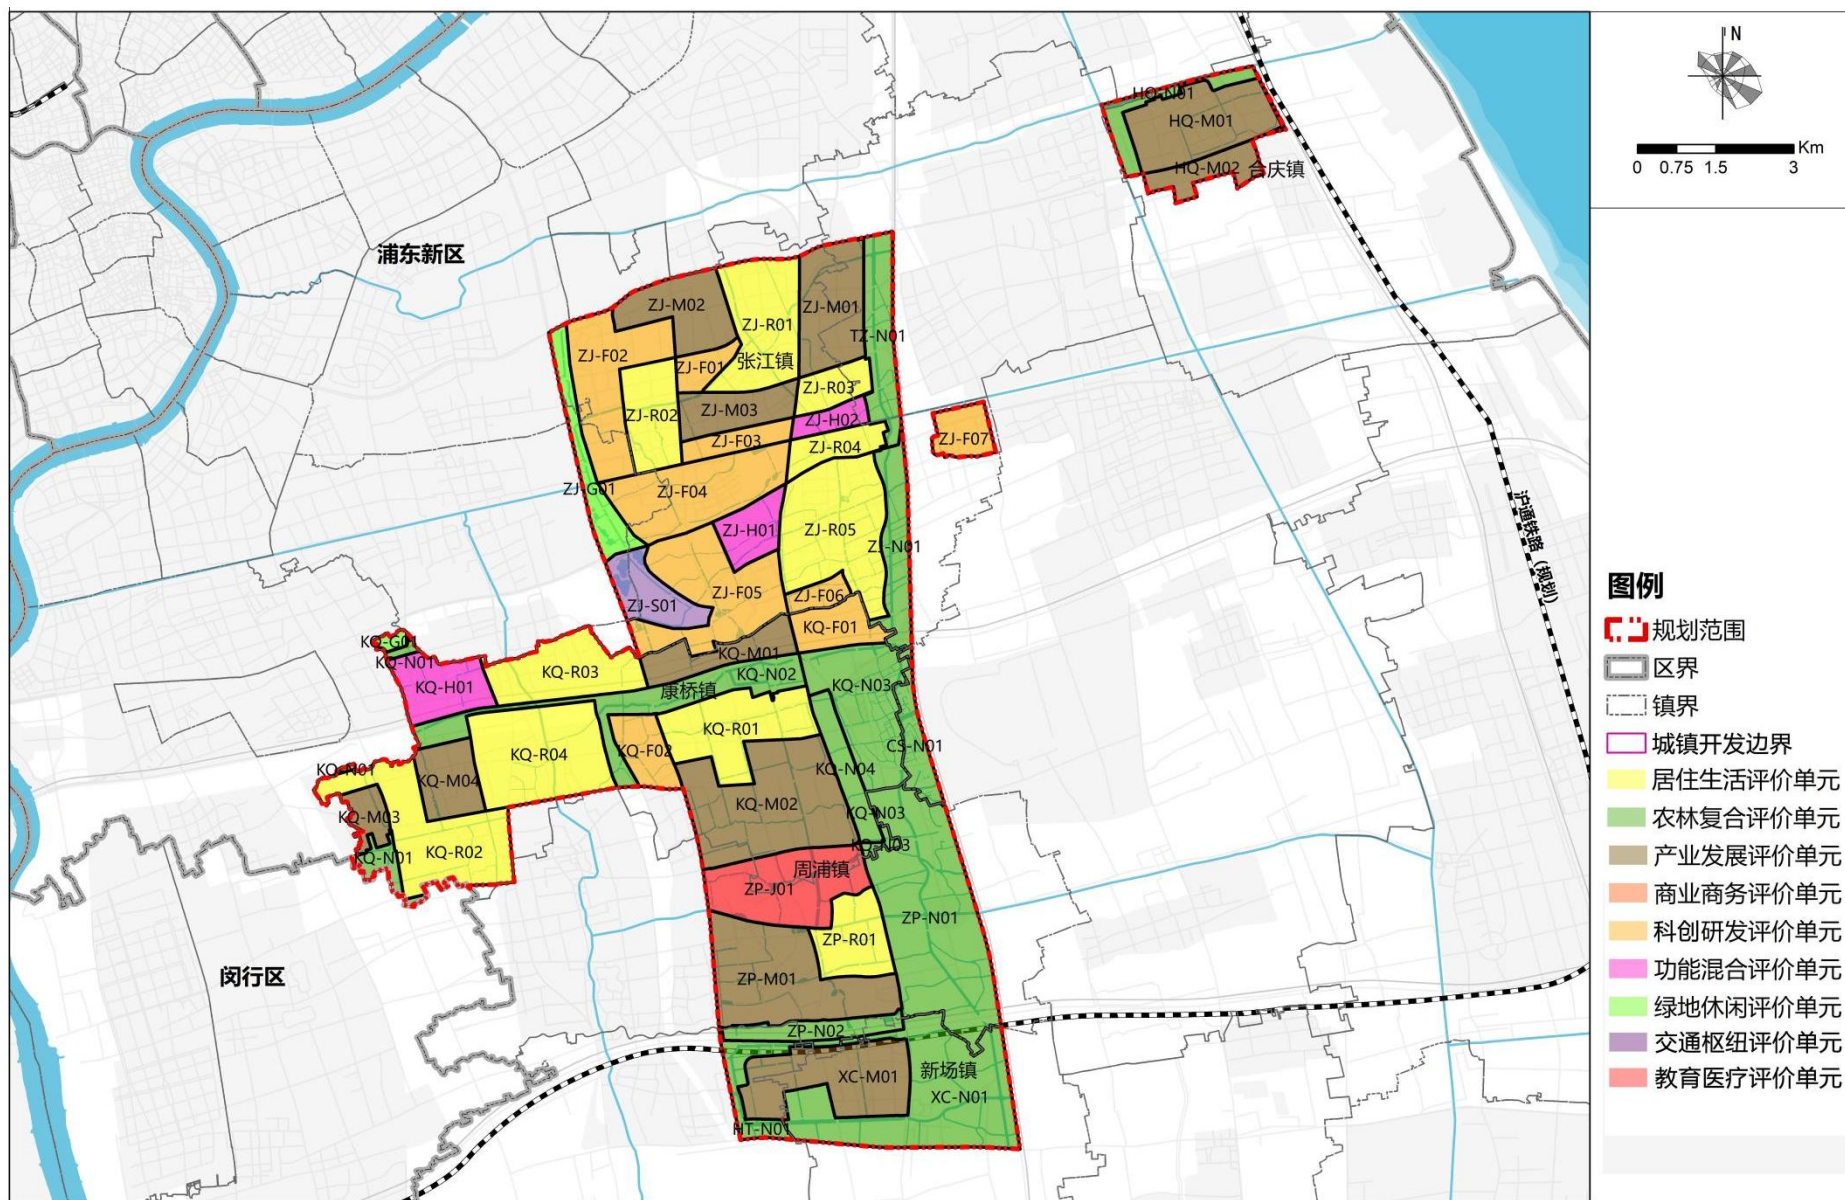 N
Km
0 0.75 1.5 3
HQ-N01
HQ-M01
HQ-M02
合庆镇
浦东新区
ZJ-M02
ZJ-M01
ZJ-R01
TZ-N01
ZJ-F02
张江镇
ZJ-F01
ZJ-R03
ZJ-R02
ZJ-M03
ZJ-H02
ZJ-F03
ZJ-R04
ZJ-F07
ZJ-G01
ZJ-F04
ZJ-H01
ZJ-R05
ZJ-N01
沪通铁路（规划）
ZJ-F05
ZJ-F06
ZJ-S01
KQ-F01
KQ-G01
KQ-N01
KQ-M01
KQ-R03
KQ-N02
KQ-H01
康桥镇
KQ-N03
KQ-R01
CS-N01
KQ-R04
KQ-F02
KQ-N01
KQ-M04
KQ-N04
KQ-M02
KQ-M03
KQ-N03
KQ-N01
KQ-R02
KQ-N03
周浦镇
ZP-J01
ZP-N01
ZP-R01
闵行区
ZP-M01
ZP-N02
XC-M01
新场镇
XC-N01
HT-N01
图例
规划范围
区界
镇界
城镇开发边界
居住生活评价单元
农林复合评价单元
产业发展评价单元
商业商务评价单元
科创研发评价单元
功能混合评价单元
绿地休闲评价单元
交通枢纽评价单元
教育医疗评价单元